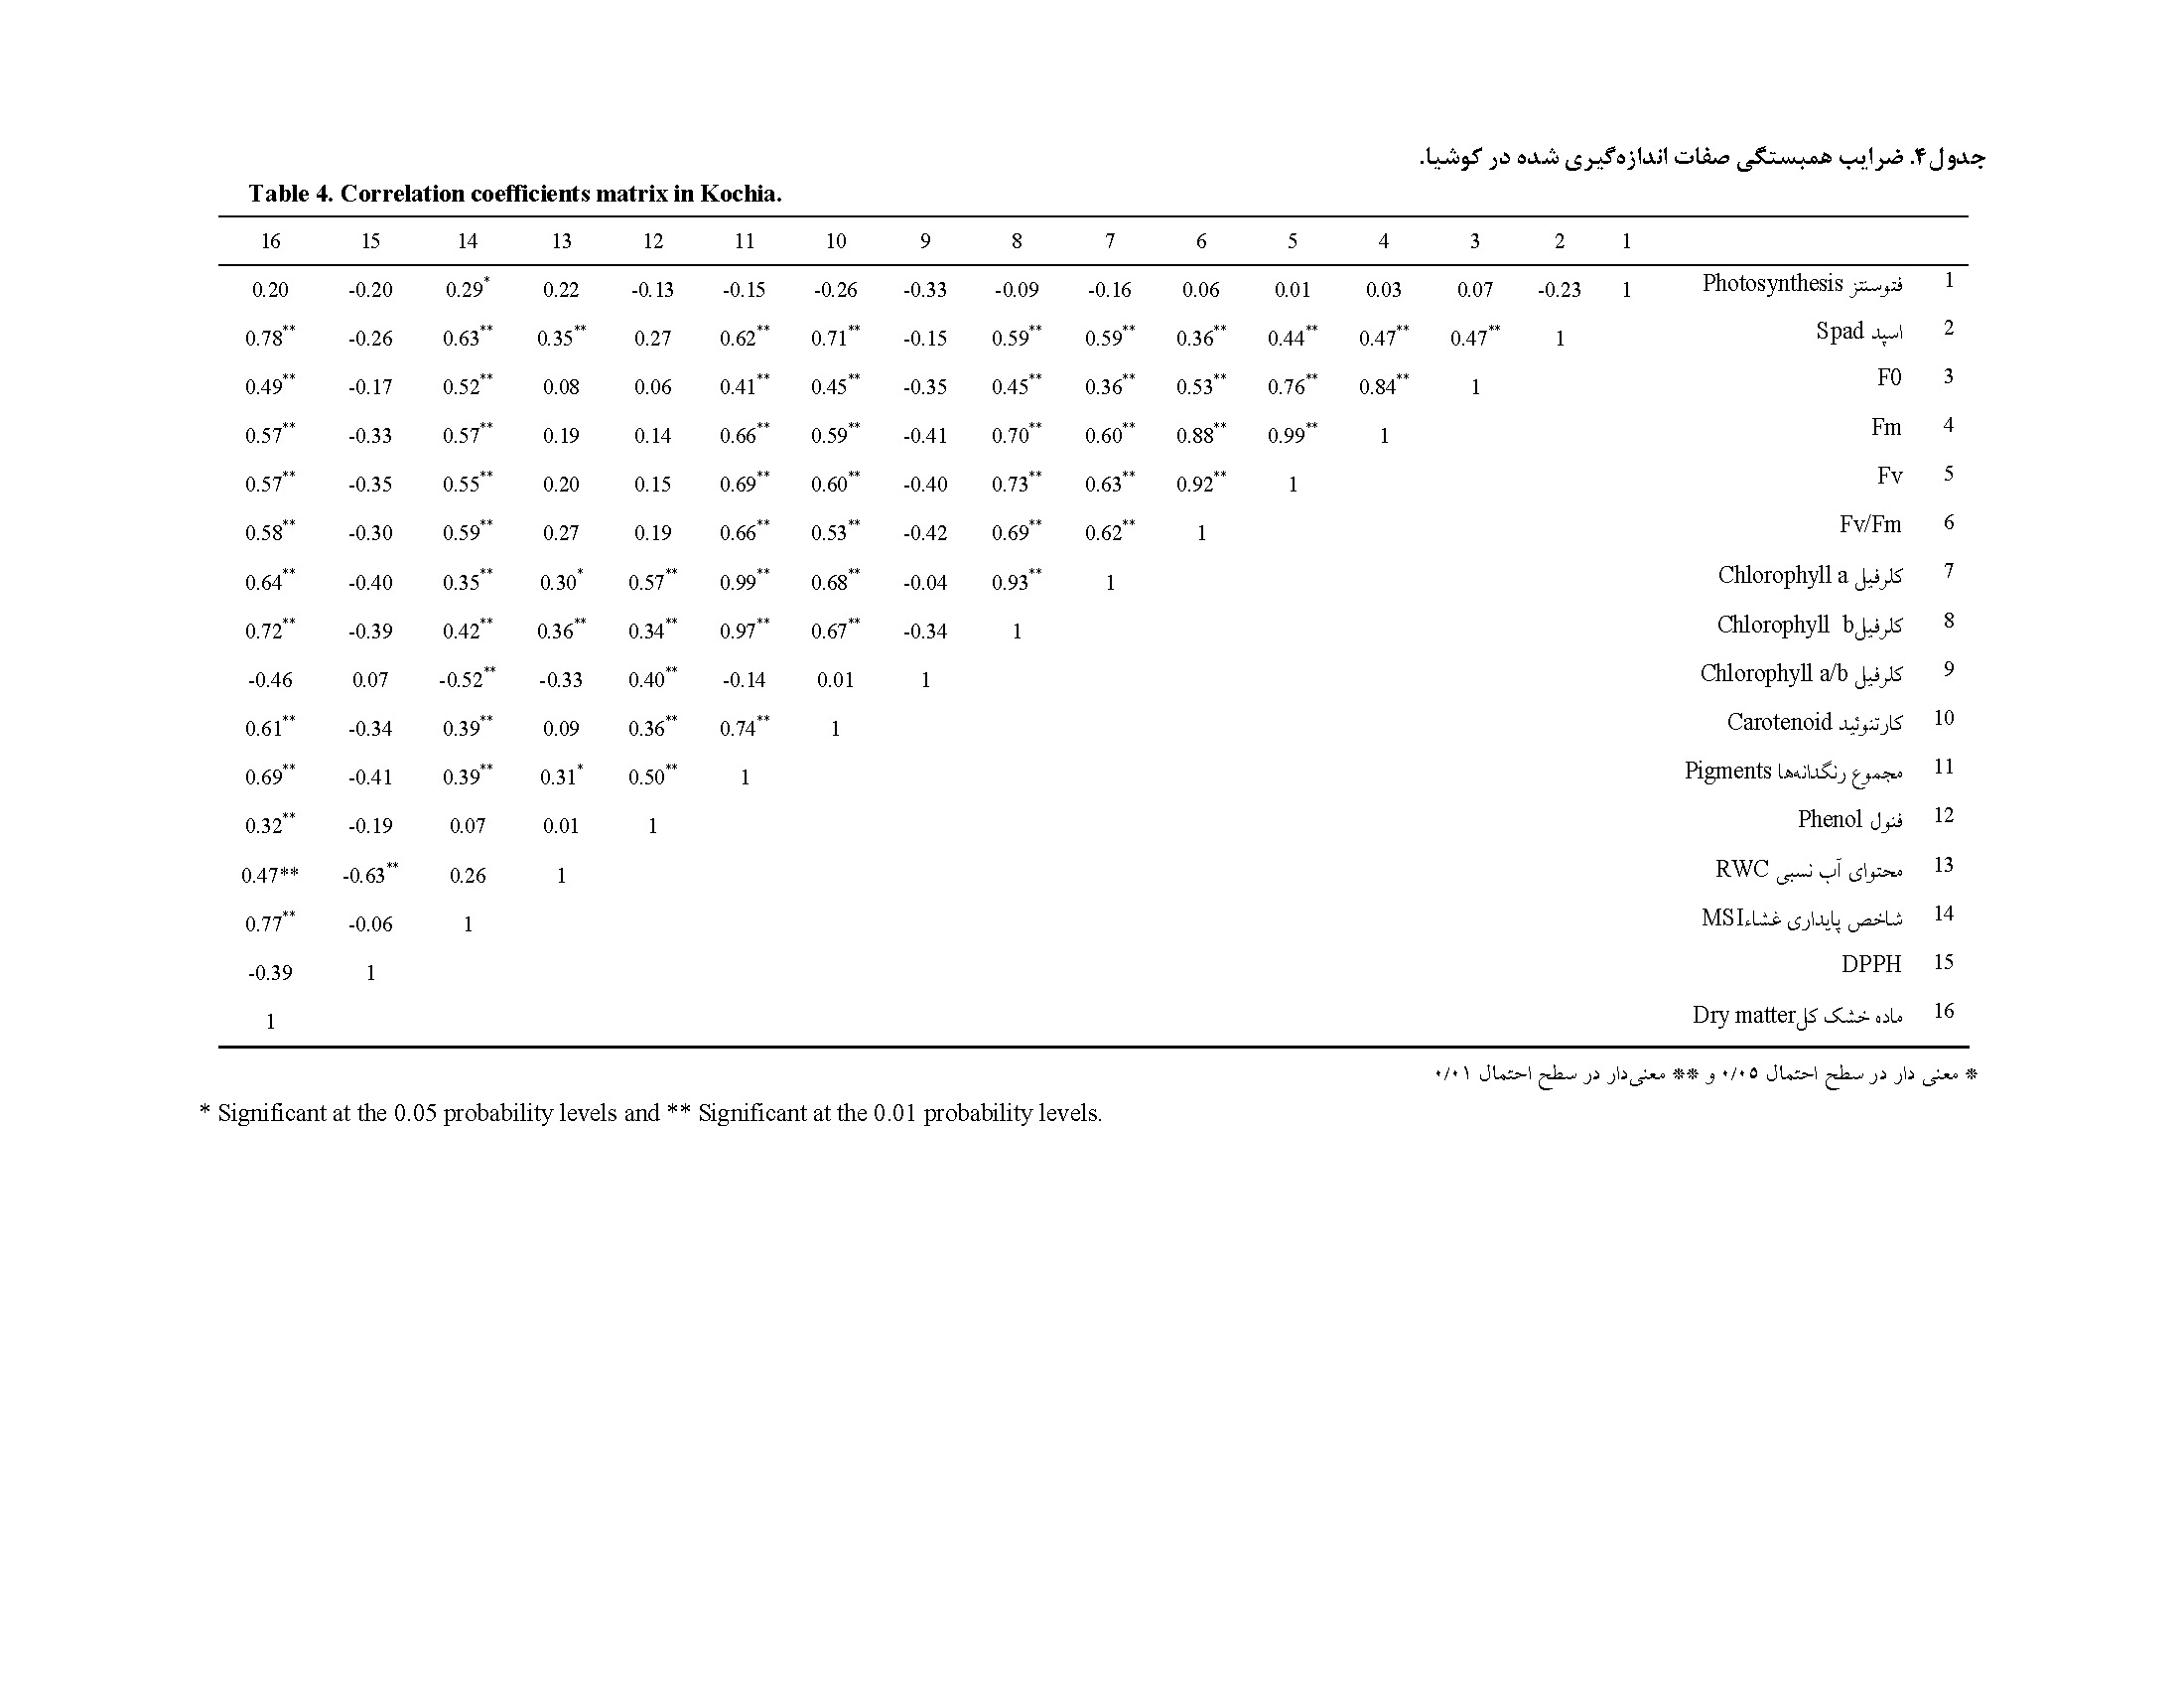 جدول۴. ضرایب همبستگی صفات اندازه‌گیری شده در کوشیا.
Table 4. Correlation coefficients matrix in Kochia.
16 15 14 13 12 11 10 9 8 7 6 5 4 3 2 1
0.20 -0.20 0.29* 0.22 -0.13 -0.15 -0.26 -0.33 -0.09 -0.16 0.06 0.01 0.03 0.07 -0.23 1 فتوسنتز Photosynthesis 1
0.78** -0.26 0.63** 0.35** 0.27 0.62** 0.71** -0.15 0.59** 0.59** 0.36** 0.44** 0.47** 0.47** 1 اسپد Spad 2
0.49** -0.17 0.52** 0.08 0.06 0.41** 0.45** -0.35 0.45** 0.36** 0.53** 0.76** 0.84** 1 F0 3
0.57** -0.33 0.57** 0.19 0.14 0.66** 0.59** -0.41 0.70** 0.60** 0.88** 0.99** 1 Fm 4
0.57** -0.35 0.55** 0.20 0.15 0.69** 0.60** -0.40 0.73** 0.63** 0.92** 1 Fv 5
0.58** -0.30 0.59** 0.27 0.19 0.66** 0.53** -0.42 0.69** 0.62** 1 Fv/Fm 6
0.64** -0.40 0.35** 0.30* 0.57** 0.99** 0.68** -0.04 0.93** 1 کلرفیل Chlorophyll a 7
0.72** -0.39 0.42** 0.36** 0.34** 0.97** 0.67** -0.34 1 کلرفیل Chlorophyll b 8
-0.46 0.07 -0.52** -0.33 0.40** -0.14 0.01 1 کلرفیل Chlorophyll a/b 9
0.61** -0.34 0.39** 0.09 0.36** 0.74** 1 کارتنوئید Carotenoid 10
0.69** -0.41 0.39** 0.31* 0.50** 1 مجموع رنگدانه‌ها Pigments 11
0.32** -0.19 0.07 0.01 1 فنول Phenol 12
0.47** -0.63** 0.26 1 محتوای آب نسبی RWC 13
0.77** -0.06 1 شاخص پایداری غشاءMSI 14
-0.39 1 DPPH 15
1 ماده خشک کلDry matter 16
* معنی دار در سطح احتمال ۰/۰۵ و ** معنی‌دار در سطح احتمال ۰/۰۱
* Significant at the 0.05 probability levels and ** Significant at the 0.01 probability levels.